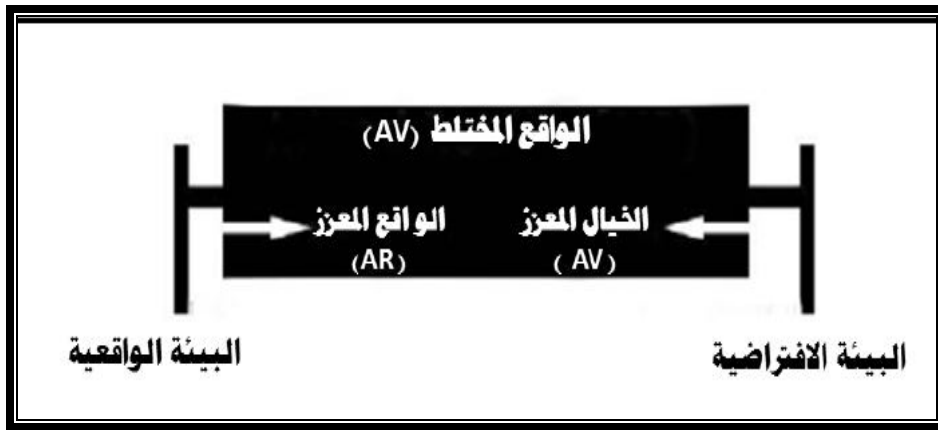 الواقع المختلط (AV)
الخيال المعزز
(AV)
الواقع المعزز
(AR)
البيئة الافتراضية
البيئة الواقعية